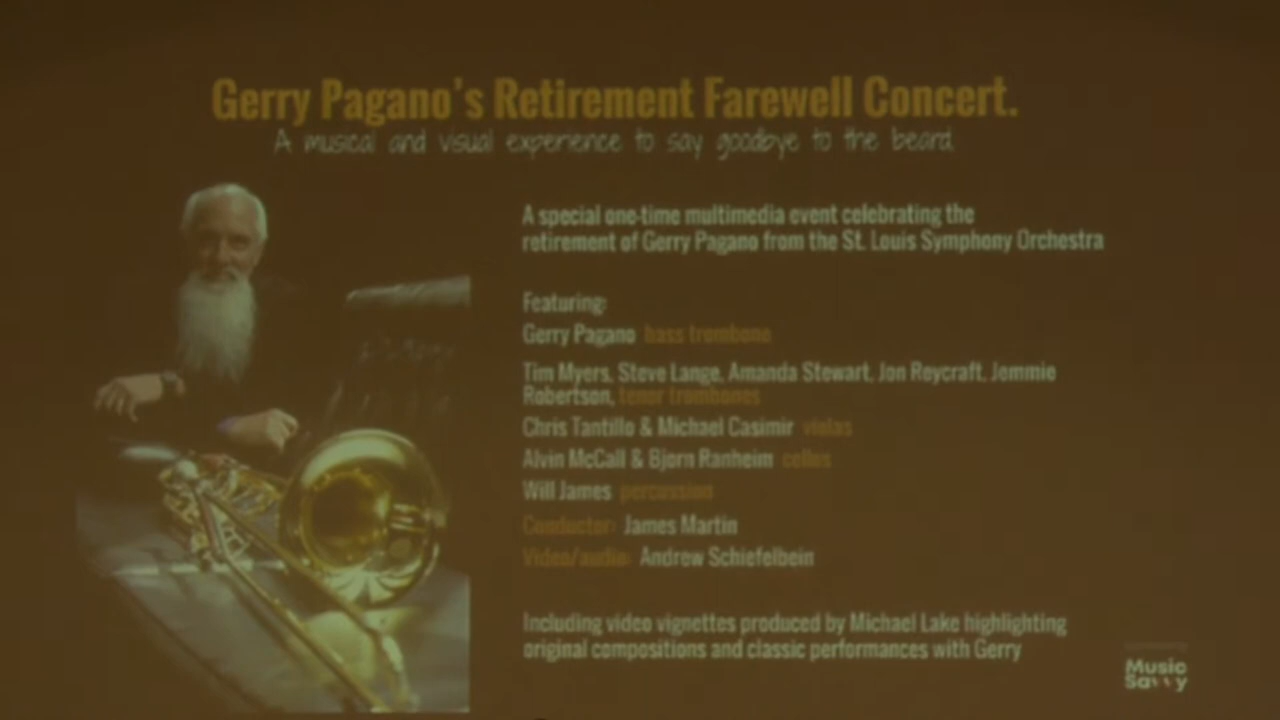 Gerry Pagano's Retirement Farewell Concert.
A musical and visual experience to say goodbye to the beard
A special one-time multimedia event celebrating the
retirement of Gerry Pagano from the St. Louis Symphony Orchestra
Featuring:
Gerry Pagano bass trombone
Tim Myers, Steve Lange, Amanda Stewart, Jon Reycraft, Jemmie
Robertson, tenor trombones
Chris Tantillo & Michael Casimir violas
Alvin McCall & Bjorn Ranheim cellos
Will James percussion
Conductor: James Martin
Video/audio: Andrew Schiefelbein
Including video vignettes produced by Michael Lake highlighting
original compositions and classic performances with Gerry
Music
Savvy